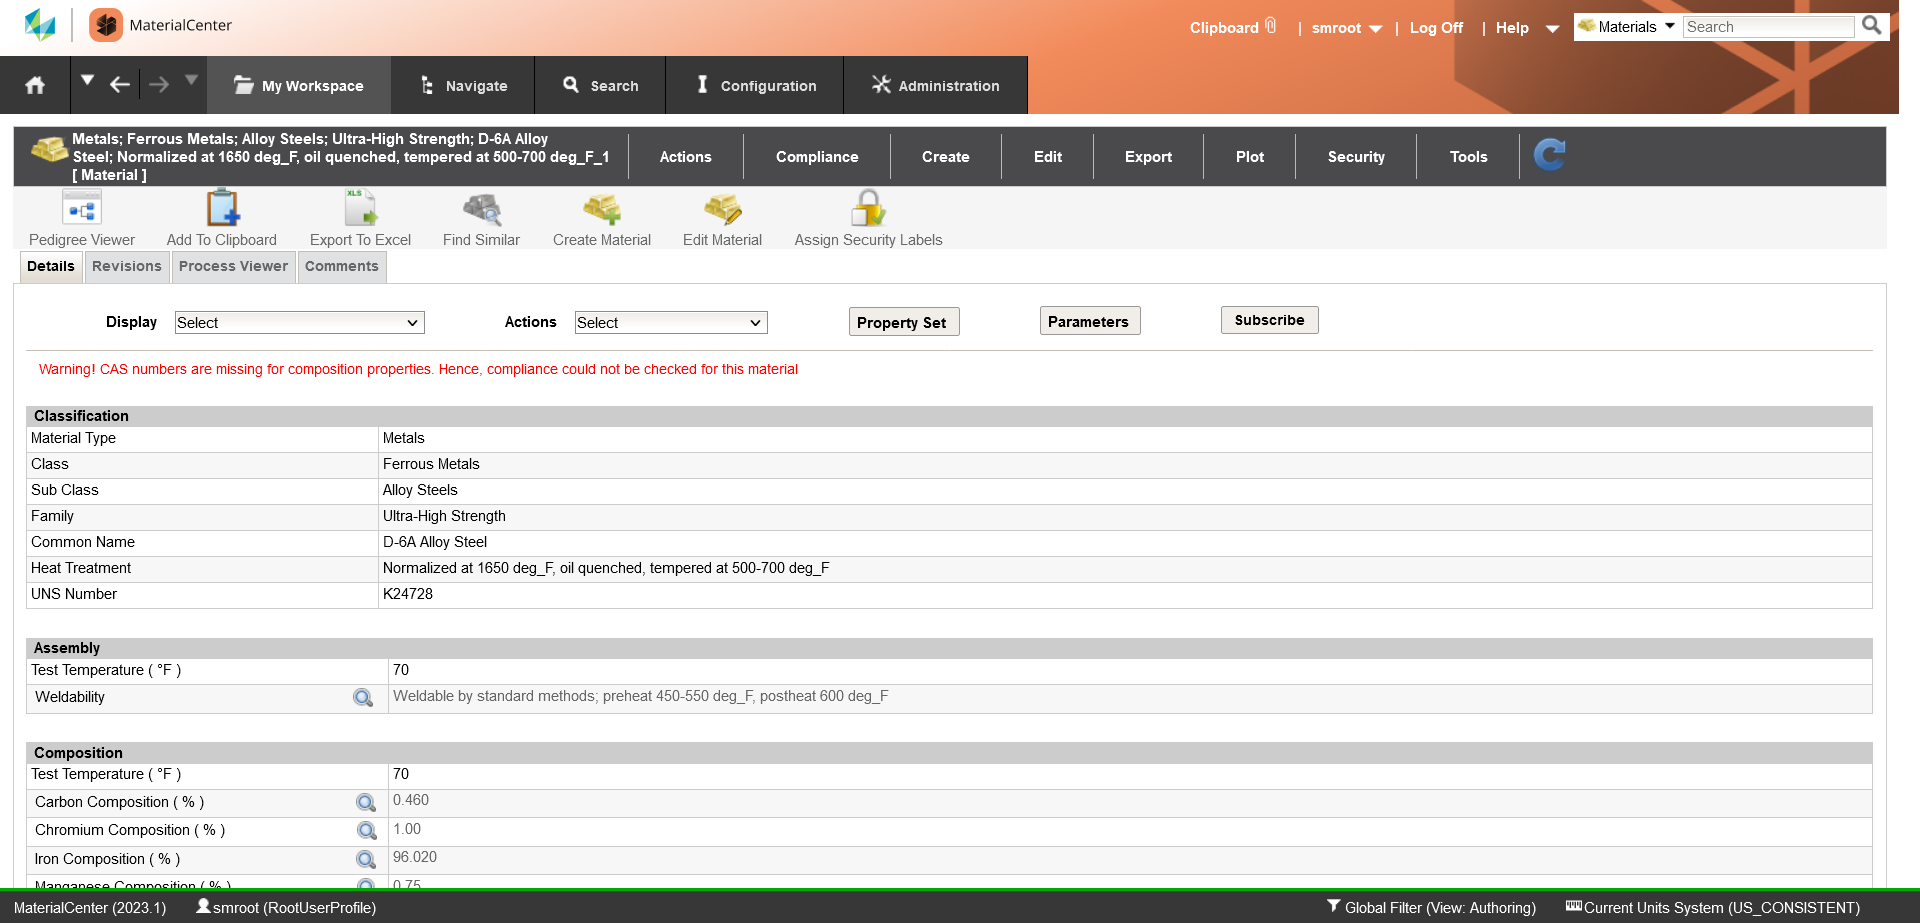 MaterialCenter
Clipboard | smroot | Log Off | Help Materials Search
My Workspace Navigate Search Configuration Administration
Metals; Ferrous Metals; Alloy Steels; Ultra-High Strength; D-6A Alloy
Steel; Normalized at 1650 deg_F, oil quenched, tempered at 500-700 deg_F_1
[ Material ]
Actions Compliance Create Edit Export Plot Security Tools
XLS
Pedigree Viewer Add To Clipboard Export To Excel Find Similar Create Material Edit Material Assign Security Labels
Details Revisions Process Viewer Comments
Display Select Actions Select Property Set Parameters Subscribe
Warning! CAS numbers are missing for composition properties. Hence, compliance could not be checked for this material
Classification
Material Type Metals
Class Ferrous Metals
Sub Class Alloy Steels
Family Ultra-High Strength
Common Name D-6A Alloy Steel
Heat Treatment Normalized at 1650 deg_F, oil quenched, tempered at 500-700 deg_F
UNS Number K24728
Assembly
Test Temperature ( °F ) 70
Weldability Weldable by standard methods; preheat 450-550 deg_F, postheat 600 deg_F
Composition
Test Temperature ( °F ) 70
Carbon Composition ( % ) 0.460
Chromium Composition ( % ) 1.00
Iron Composition ( % ) 96.020
Manganese Composition ( % ) 0.75
MaterialCenter (2023.1) smroot (RootUserProfile) Global Filter (View: Authoring) Current Units System (US_CONSISTENT)